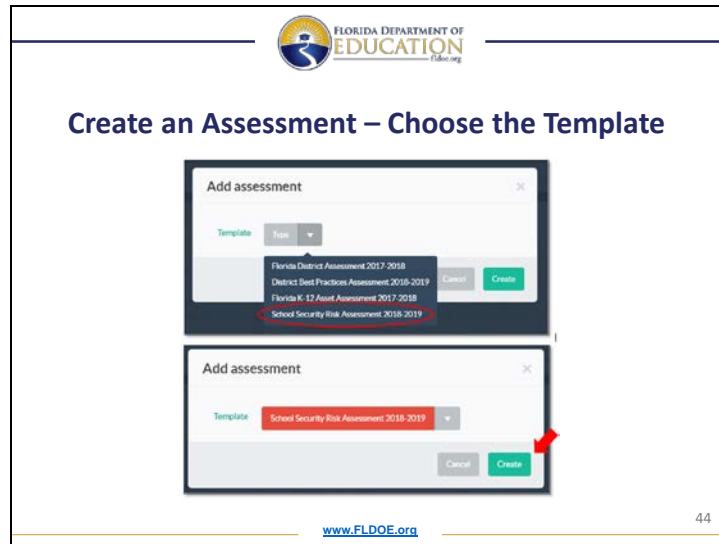 FLORIDA DEPARTMENT OF
EDUCATION
fldoe.org
Create an Assessment – Choose the Template
Add assessment
Template Type
Florida District Assessment 2017-2018
District Best Practices Assessment 2018-2019
Florida K-12 Asset Assessment 2017-2018
School Security Risk Assessment 2018-2019
Cancel Create
Add assessment
Template School Security Risk Assessment 2018-2019
Cancel Create
www.FLDOE.org
44